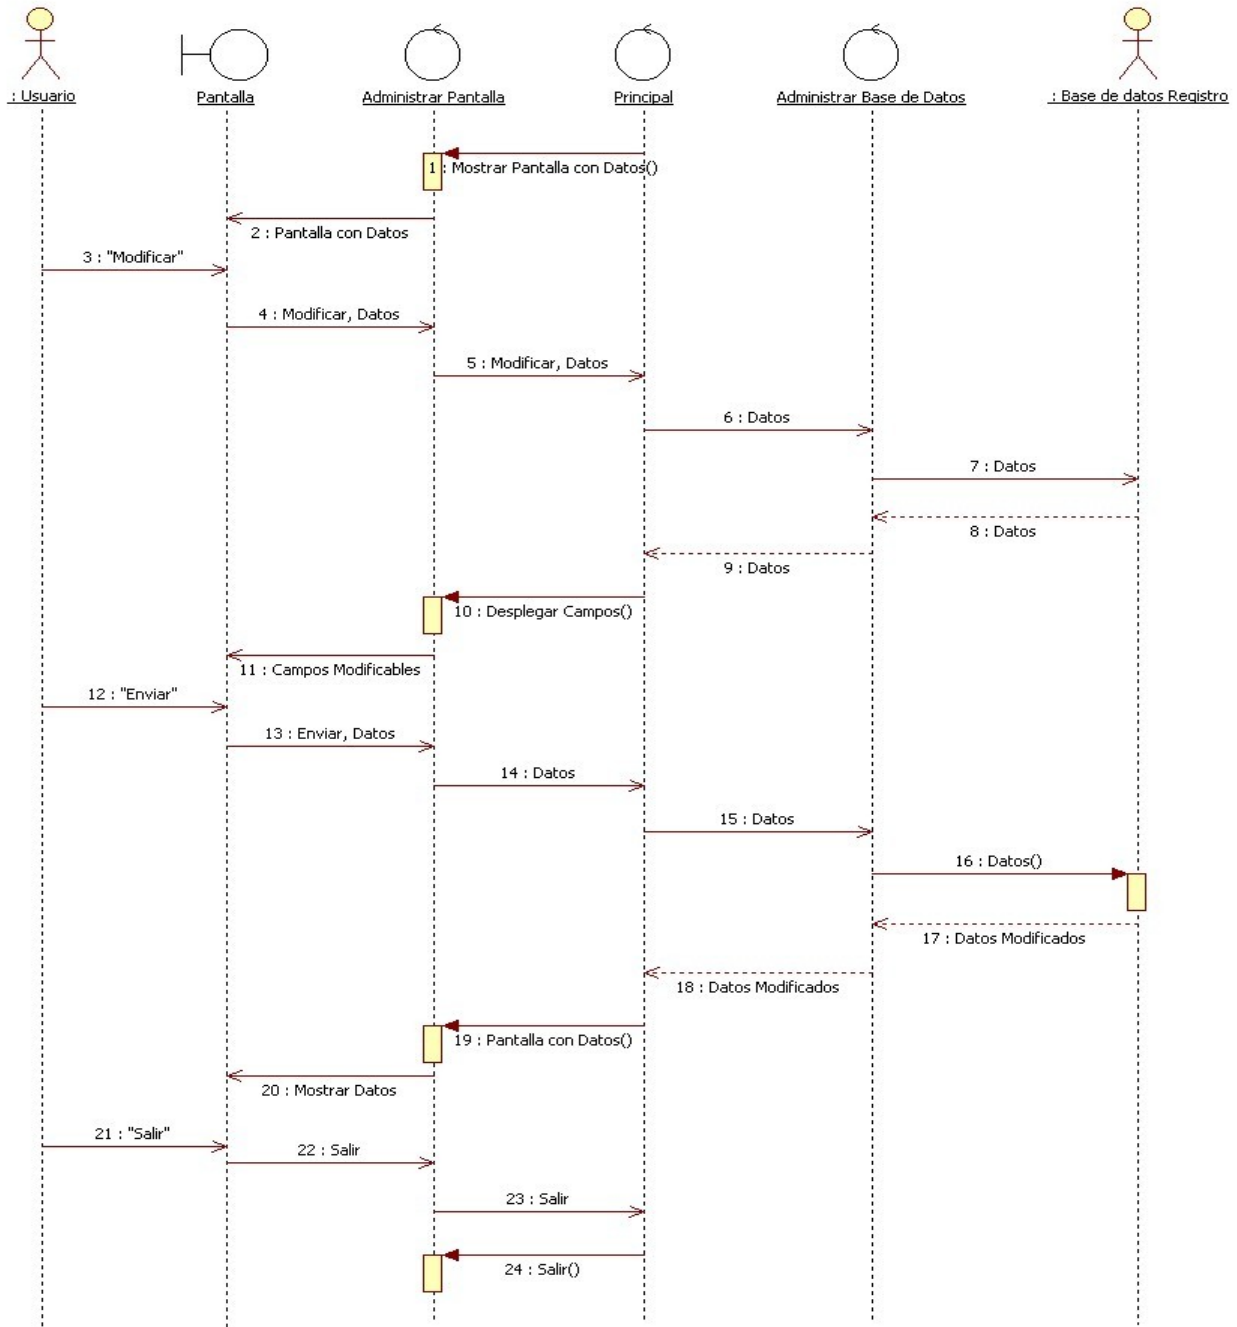 : Usuario
Pantalla
Administrar Pantalla
Principal
Administrar Base de Datos
: Base de datos Registro
1 : Mostrar Pantalla con Datos()
2 : Pantalla con Datos
3 : "Modificar"
4 : Modificar, Datos
5 : Modificar, Datos
6 : Datos
7 : Datos
8 : Datos
9 : Datos
10 : Desplegar Campos()
11 : Campos Modificables
12 : "Enviar"
13 : Enviar, Datos
14 : Datos
15 : Datos
16 : Datos()
17 : Datos Modificados
18 : Datos Modificados
19 : Pantalla con Datos()
20 : Mostrar Datos
21 : "Salir"
22 : Salir
23 : Salir
24 : Salir()